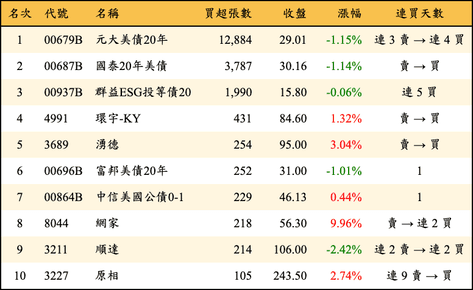 名次 代號 名稱 買超張數 收盤 漲幅 連買天數
1 00679B 元大美債20年 12,884 29.01 -1.15% 連 3 賣 → 連 4 買
2 00687B 國泰20年美債 3,787 30.16 -1.14% 賣 → 買
3 00937B 群益ESG投等債20 1,990 15.80 -0.06% 連 5 買
4 4991 環宇-KY 431 84.60 1.32% 賣 → 買
5 3689 湧德 254 95.00 3.04% 賣 → 買
6 00696B 富邦美債20年 252 31.00 -1.01% 1
7 00864B 中信美國公債0-1 229 46.13 0.44% 1
8 8044 網家 218 56.30 9.96% 賣 → 連 2 買
9 3211 順達 214 106.00 -2.42% 連 2 賣 → 連 2 買
10 3227 原相 105 243.50 2.74% 連 9 賣 → 買